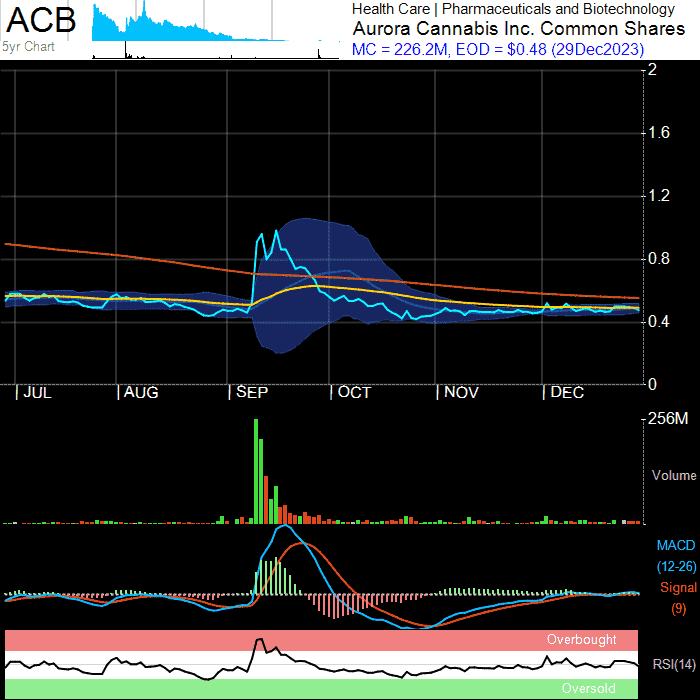 ACB
5yr Chart
Health Care | Pharmaceuticals and Biotechnology
Aurora Cannabis Inc. Common Shares
MC = 226.2M, EOD = $0.48 (29Dec2023)
2
1.6
1.2
0.8
0.4
0
| JUL | AUG | SEP | OCT | NOV | DEC
256M
Volume
MACD
(12-26)
Signal
(9)
Overbought
RSI(14)
Oversold